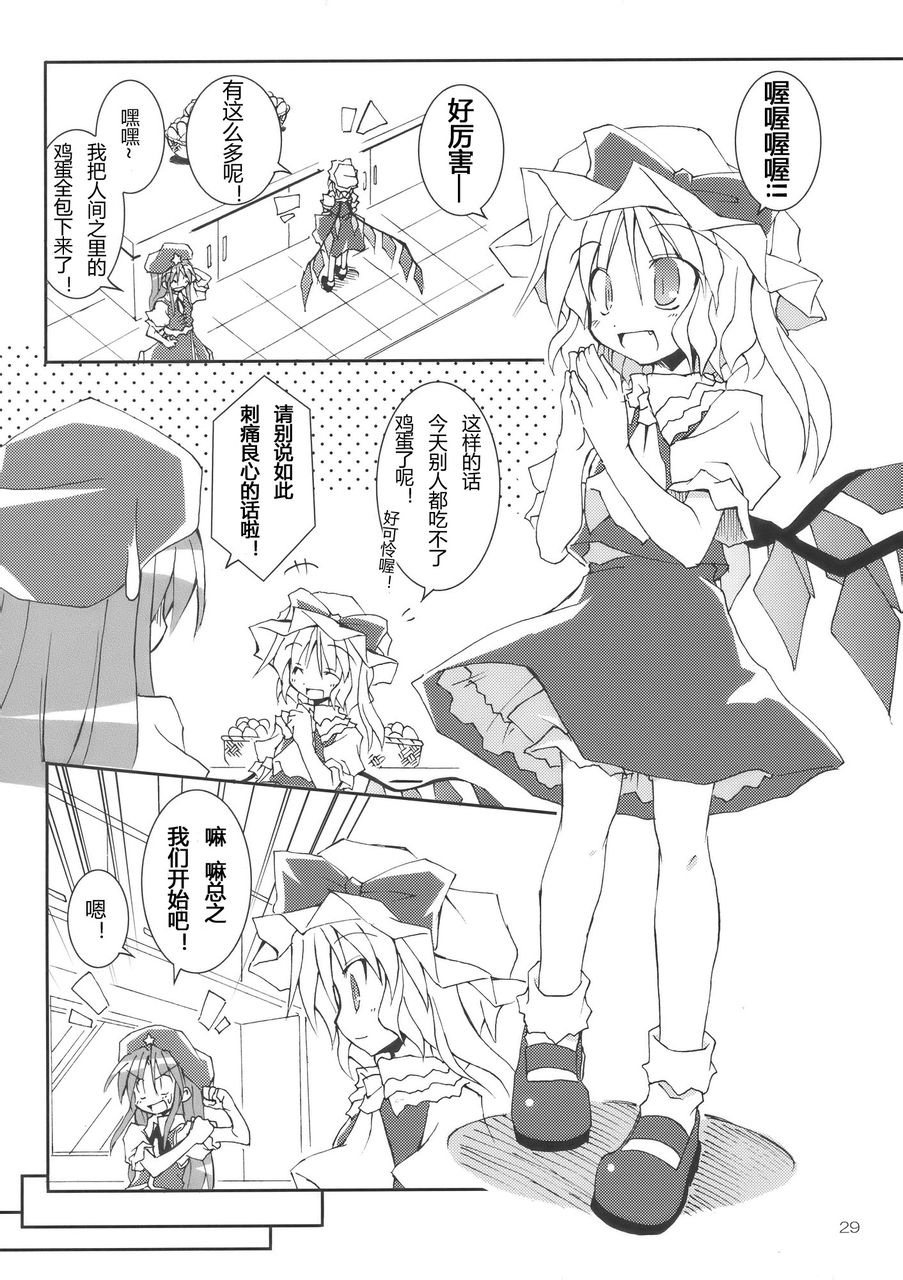 喔喔喔喔!!
好厉害—
有这么多呢！
嘿嘿~
我把人间之里的
鸡蛋全包下来了！
这样的话
今天别人都吃不了
鸡蛋了呢！
好可怜喔！
请别说如此
刺痛良心的话啦！
嘛 嘛总之
我们开始吧！
嗯！
29